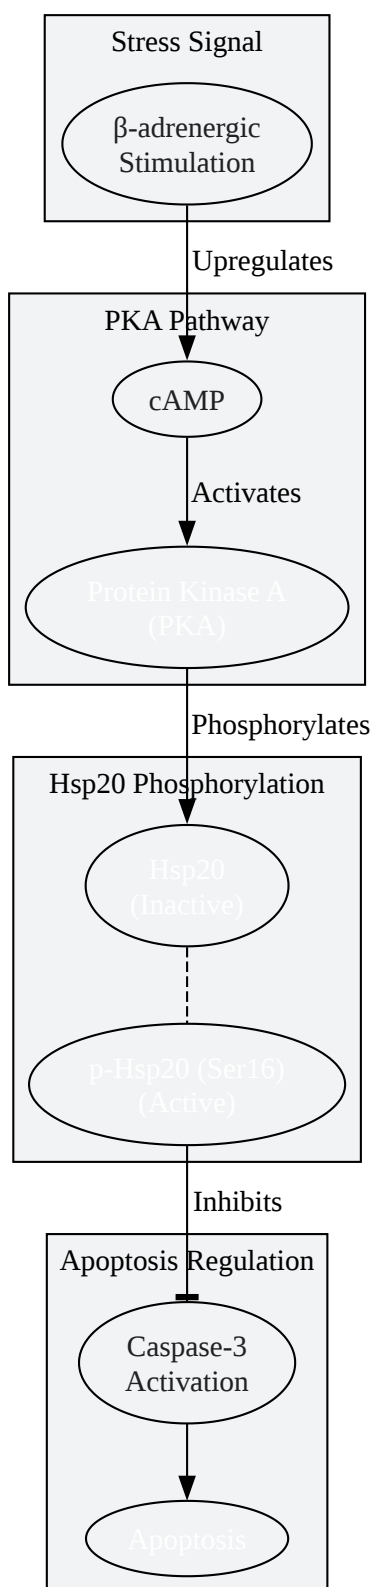 Stress Signal
β-adrenergic
Stimulation
Upregulates
PKA Pathway
cAMP
Activates
Protein Kinase A
(PKA)
Phosphorylates
Hsp20 Phosphorylation
Hsp20
(Inactive)
p-Hsp20 (Ser16)
(Active)
Inhibits
Apoptosis Regulation
Caspase-3
Activation
Apoptosis